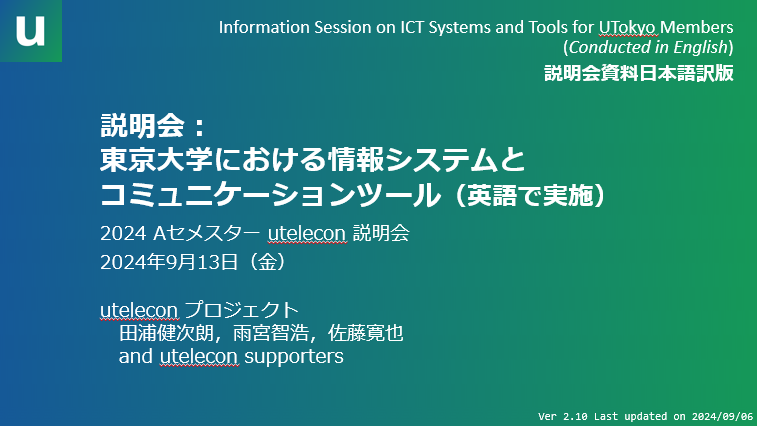 u
Information Session on ICT Systems and Tools for UTokyo Members
(Conducted in English)
説明会資料日本語訳版
説明会：
東京大学における情報システムと
コミュニケーションツール（英語で実施）
2024 Aセメスター utelecon 説明会
2024年9月13日（金）
utelecon プロジェクト
田浦健次朗，雨宮智浩，佐藤寛也
and utelecon supporters
Ver 2.10 Last updated on 2024/09/06